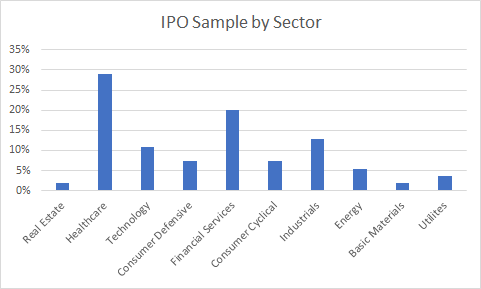 IPO Sample by Sector
35%
30%
25%
20%
15%
10%
5%
0%
Real Estate
Healthcare
Technology
Consumer Defensive
Financial Services
Consumer Cyclical
Industrials
Energy
Basic Materials
Utilites